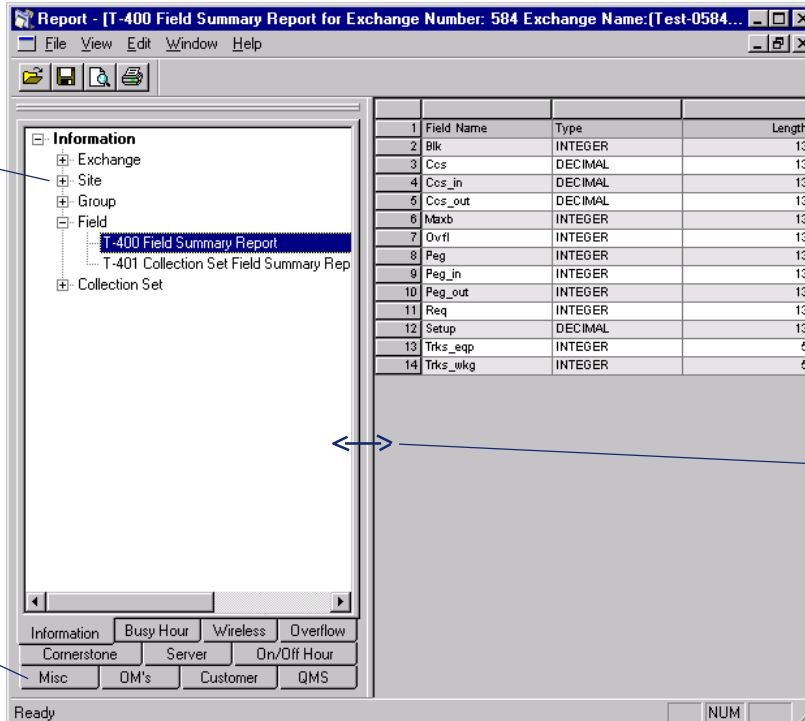 Report - [T-400 Field Summary Report for Exchange Number: 584 Exchange Name:(Test-0584...
File View Edit Window Help
Information
Exchange
Site
Group
Field
T-400 Field Summary Report
T-401 Collection Set Field Summary Rep
Collection Set
1 Field Name Type Length
2 Blk INTEGER 13
3 Ccs DECIMAL 13
4 Ccs_in DECIMAL 13
5 Ccs_out DECIMAL 13
6 Maxb INTEGER 13
7 Ovfl INTEGER 13
8 Peg INTEGER 13
9 Peg_in INTEGER 13
10 Peg_out INTEGER 13
11 Req INTEGER 13
12 Setup DECIMAL 13
13 Trks_eqp INTEGER
14 Trks_wkg INTEGER
Information Busy Hour Wireless Overflow
Cornerstone Server On/Off Hour
Misc OM's Customer QMS
Ready NUM